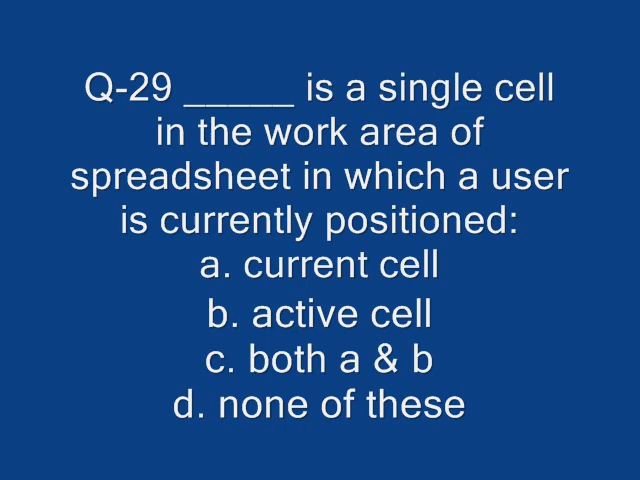 Q-29 _____ is a single cell
in the work area of
spreadsheet in which a user
is currently positioned:
a. current cell
b. active cell
c. both a & b
d. none of these